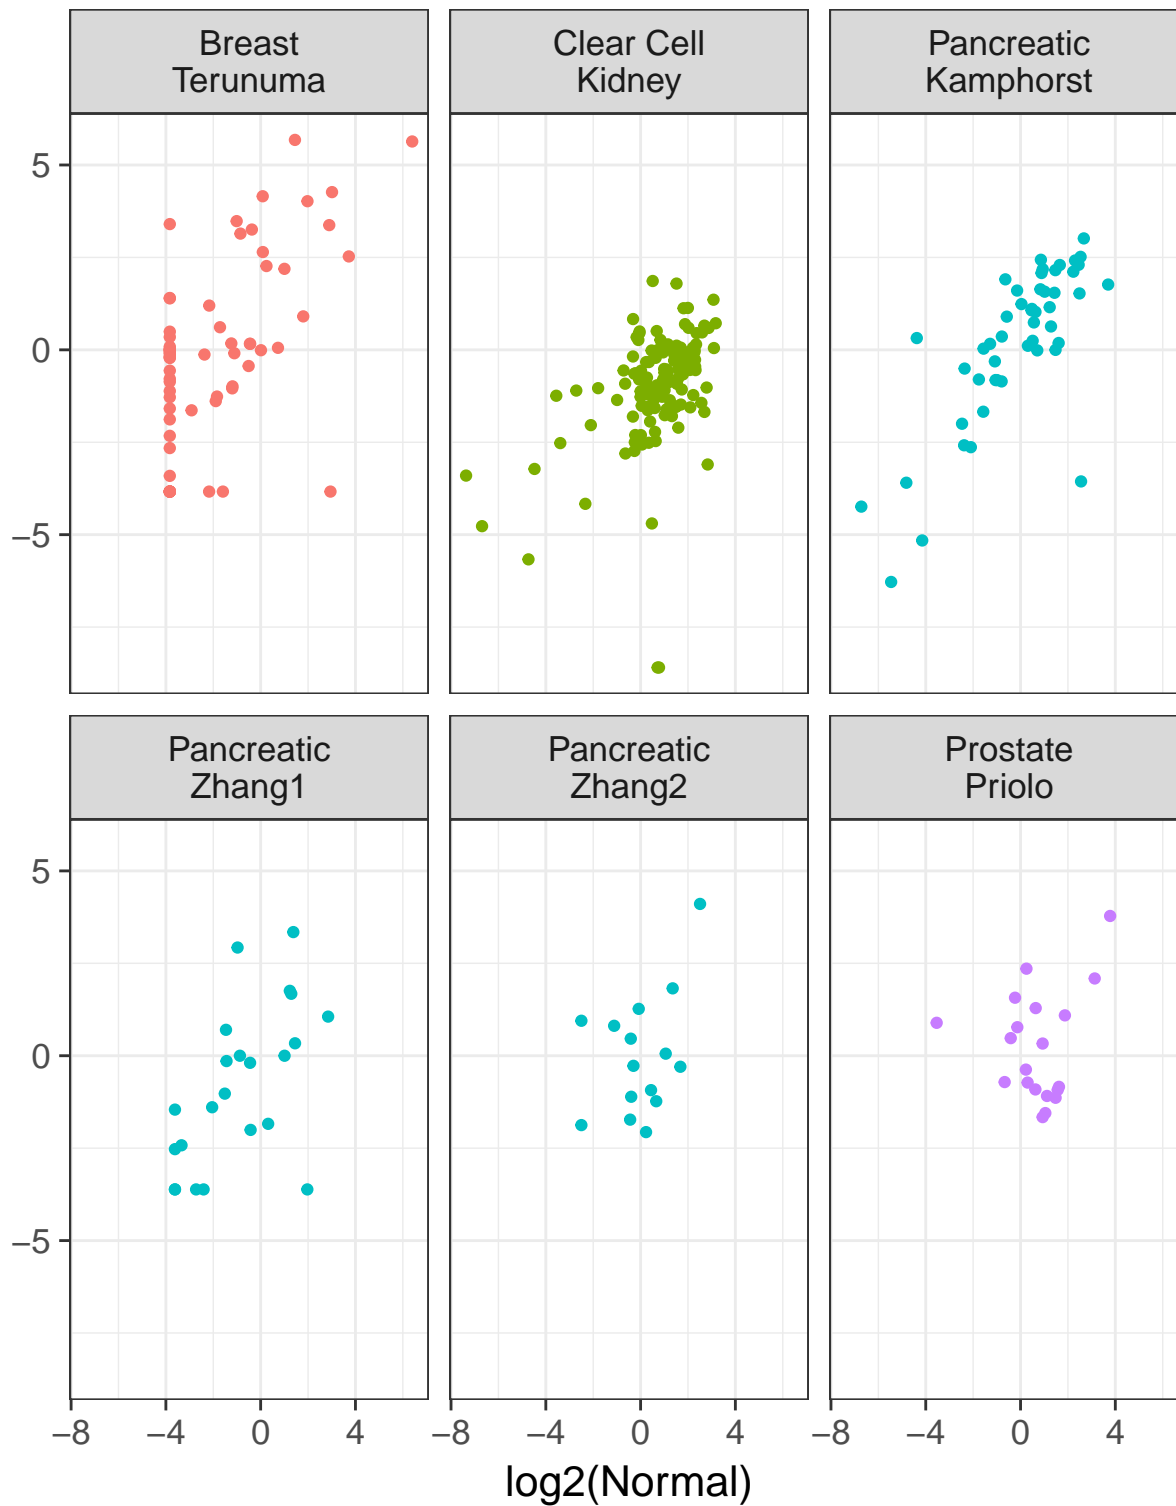 Breast
Terunuma
Clear Cell
Kidney
Pancreatic
Kamphorst
5
0
−5
Pancreatic
Zhang1
Pancreatic
Zhang2
Prostate
Priolo
5
0
−5
−8 −4 0 4 −8 −4 0 4 −8 −4 0 4
log2(Normal)